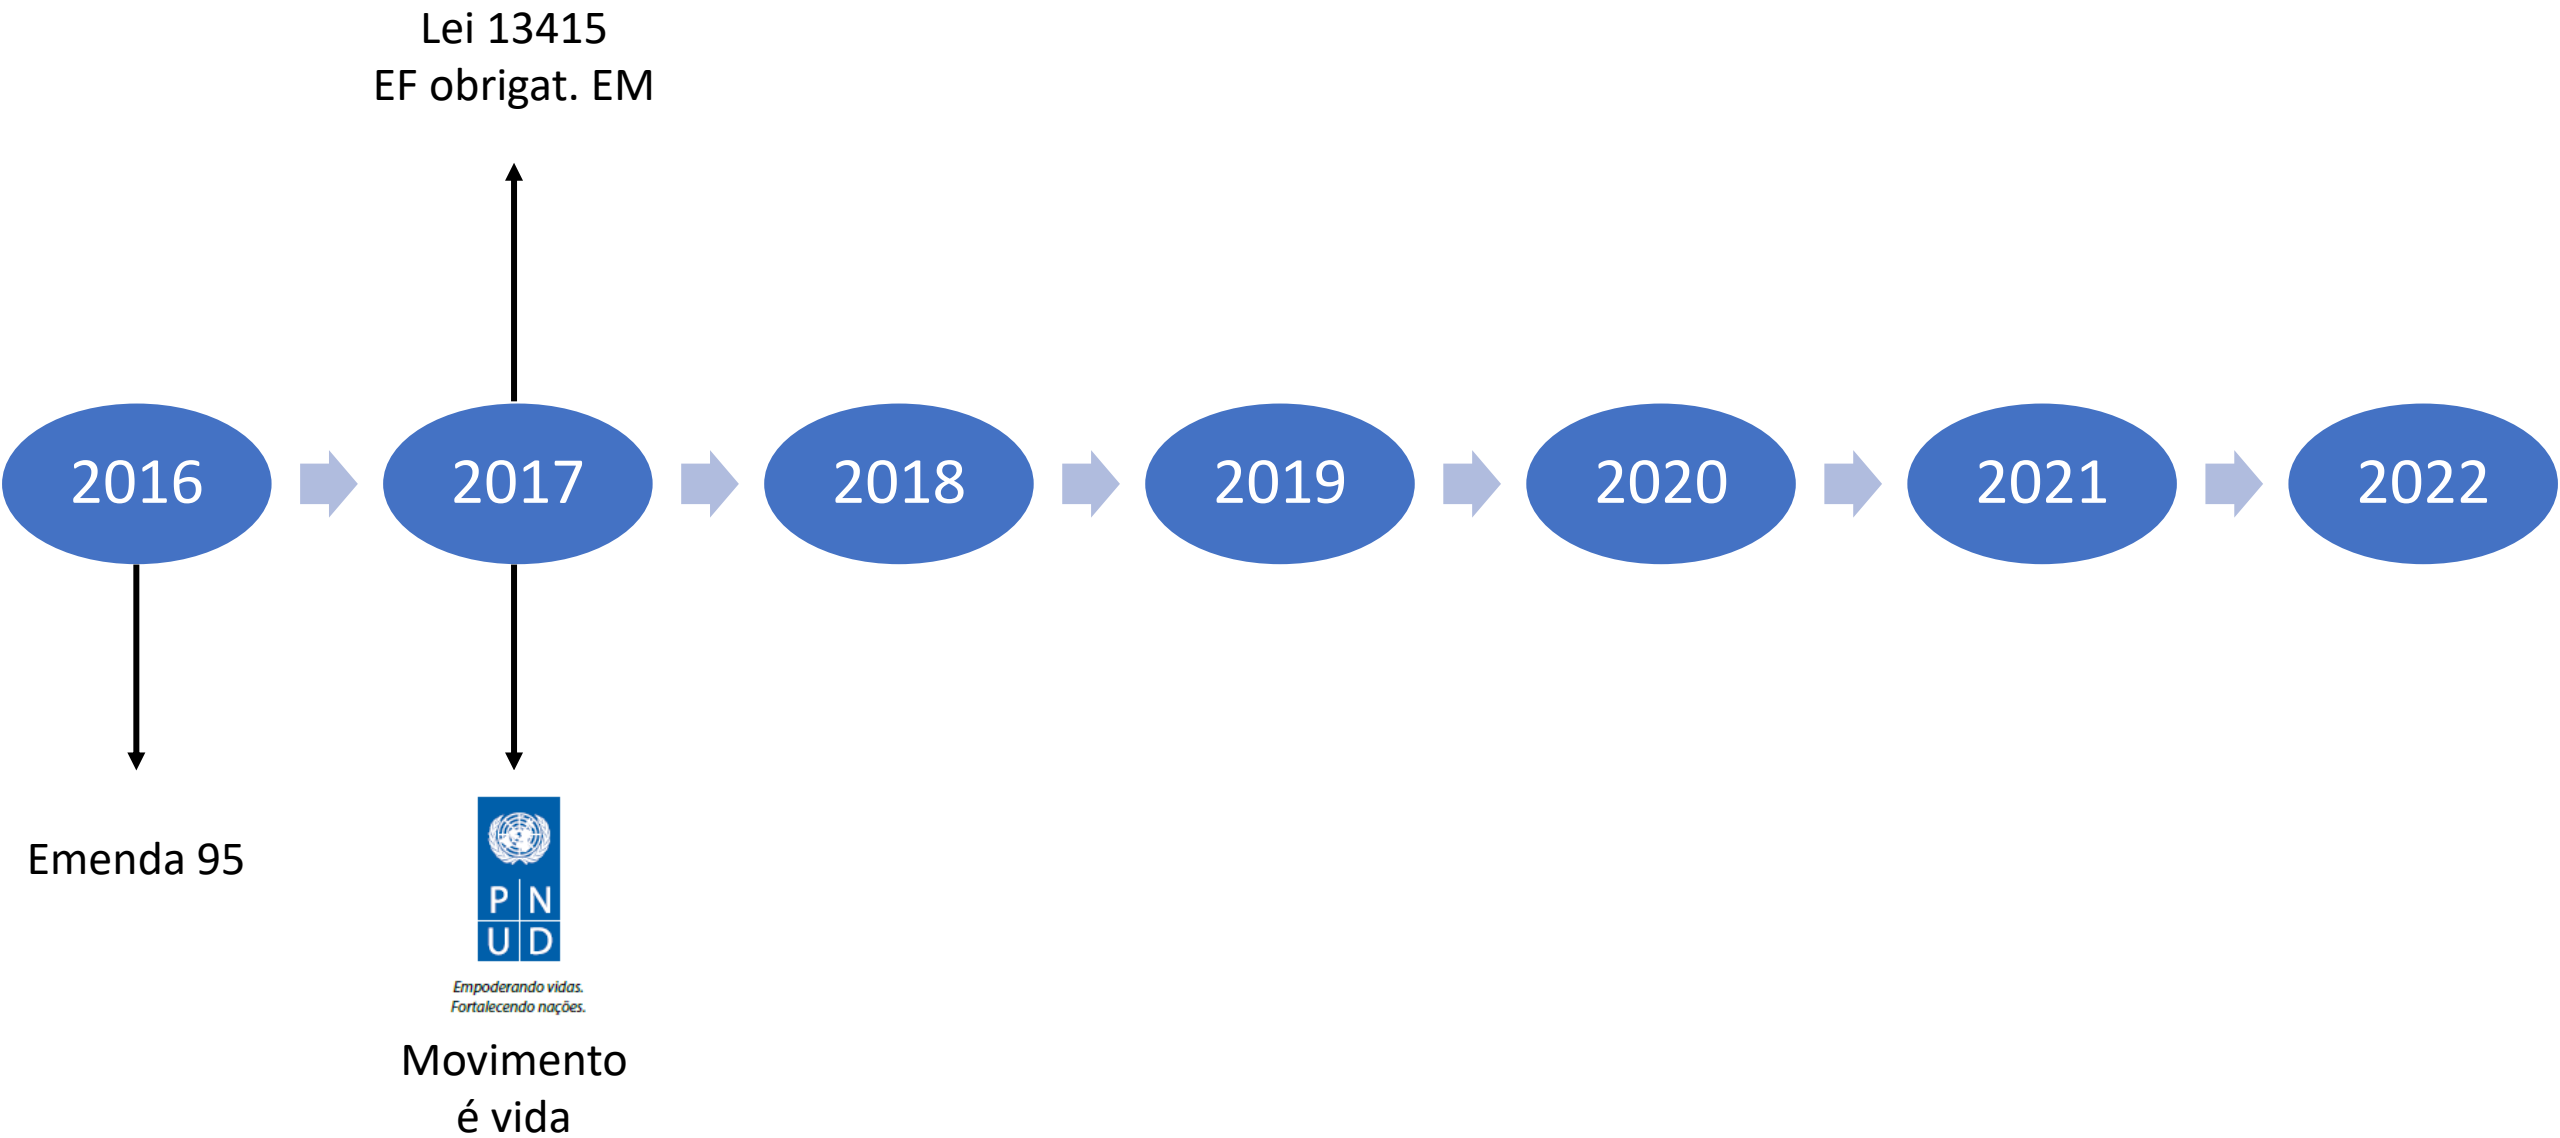 Lei 13415
EF obrigat. EM
2016
2017
2018
2019
2020
2021
2022
Emenda 95
P N
U D
Empoderando vidas.
Fortalecendo nações.
Movimento
é vida